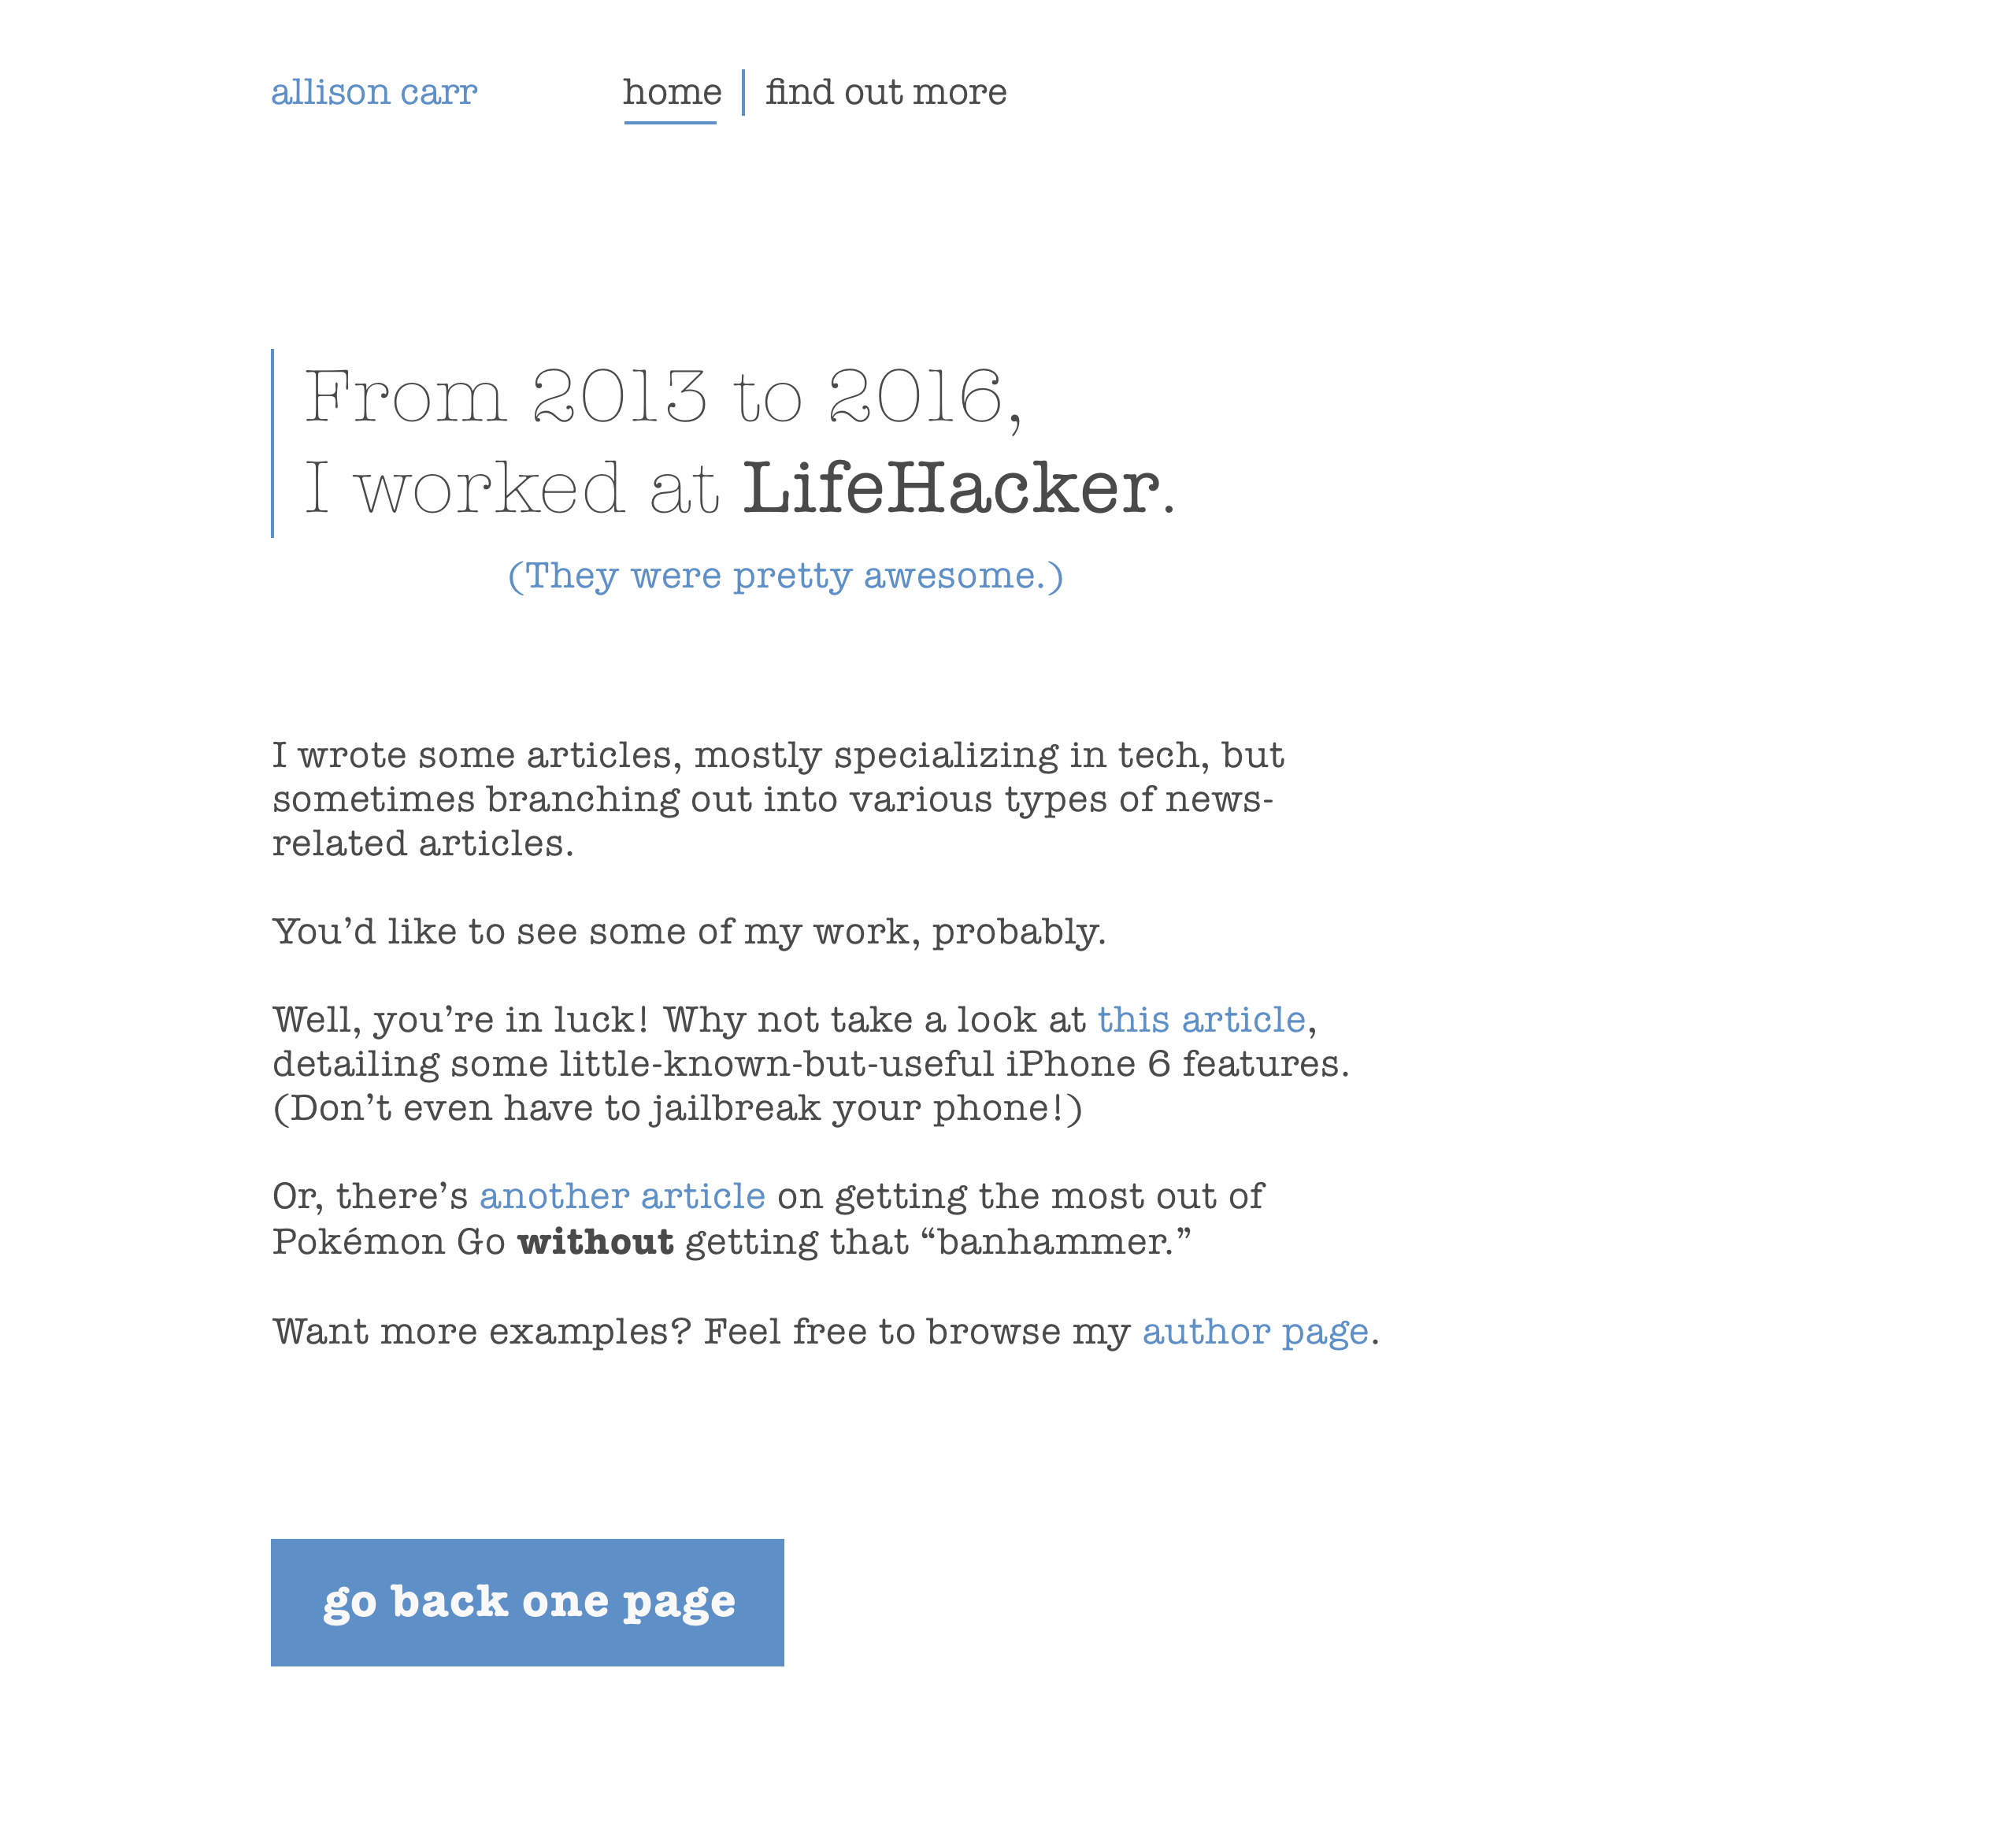 allison carr
home | find out more
From 2013 to 2016,
I worked at LifeHacker.
(They were pretty awesome.)
I wrote some articles, mostly specializing in tech, but
sometimes branching out into various types of news-
related articles.
You’d like to see some of my work, probably.
Well, you’re in luck! Why not take a look at this article,
detailing some little-known-but-useful iPhone 6 features.
(Don’t even have to jailbreak your phone!)
Or, there’s another article on getting the most out of
Pokémon Go without getting that “banhammer.”
Want more examples? Feel free to browse my author page.
go back one page